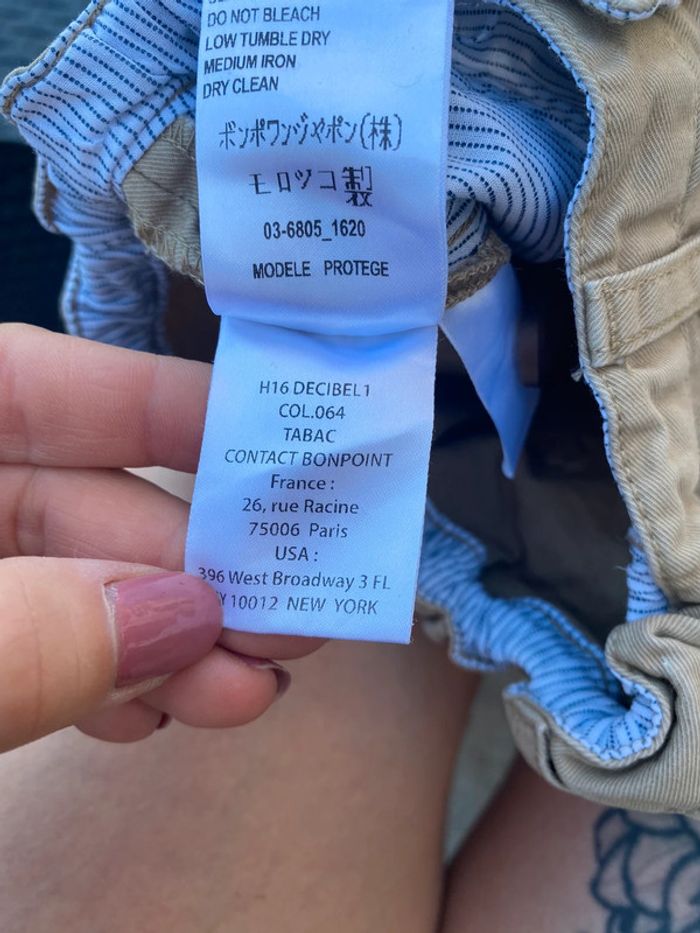 DO NOT BLEACH
LOW TUMBLE DRY
MEDIUM IRON
DRY CLEAN
ボンポワンジャポン(株)
モロッコ製
03-6805_1620
MODELE PROTEGE
H16 DECIBEL1
COL.064
TABAC
CONTACT BONPOINT
France :
26, rue Racine
75006 Paris
USA :
396 West Broadway 3 FL
10012 NEW YORK